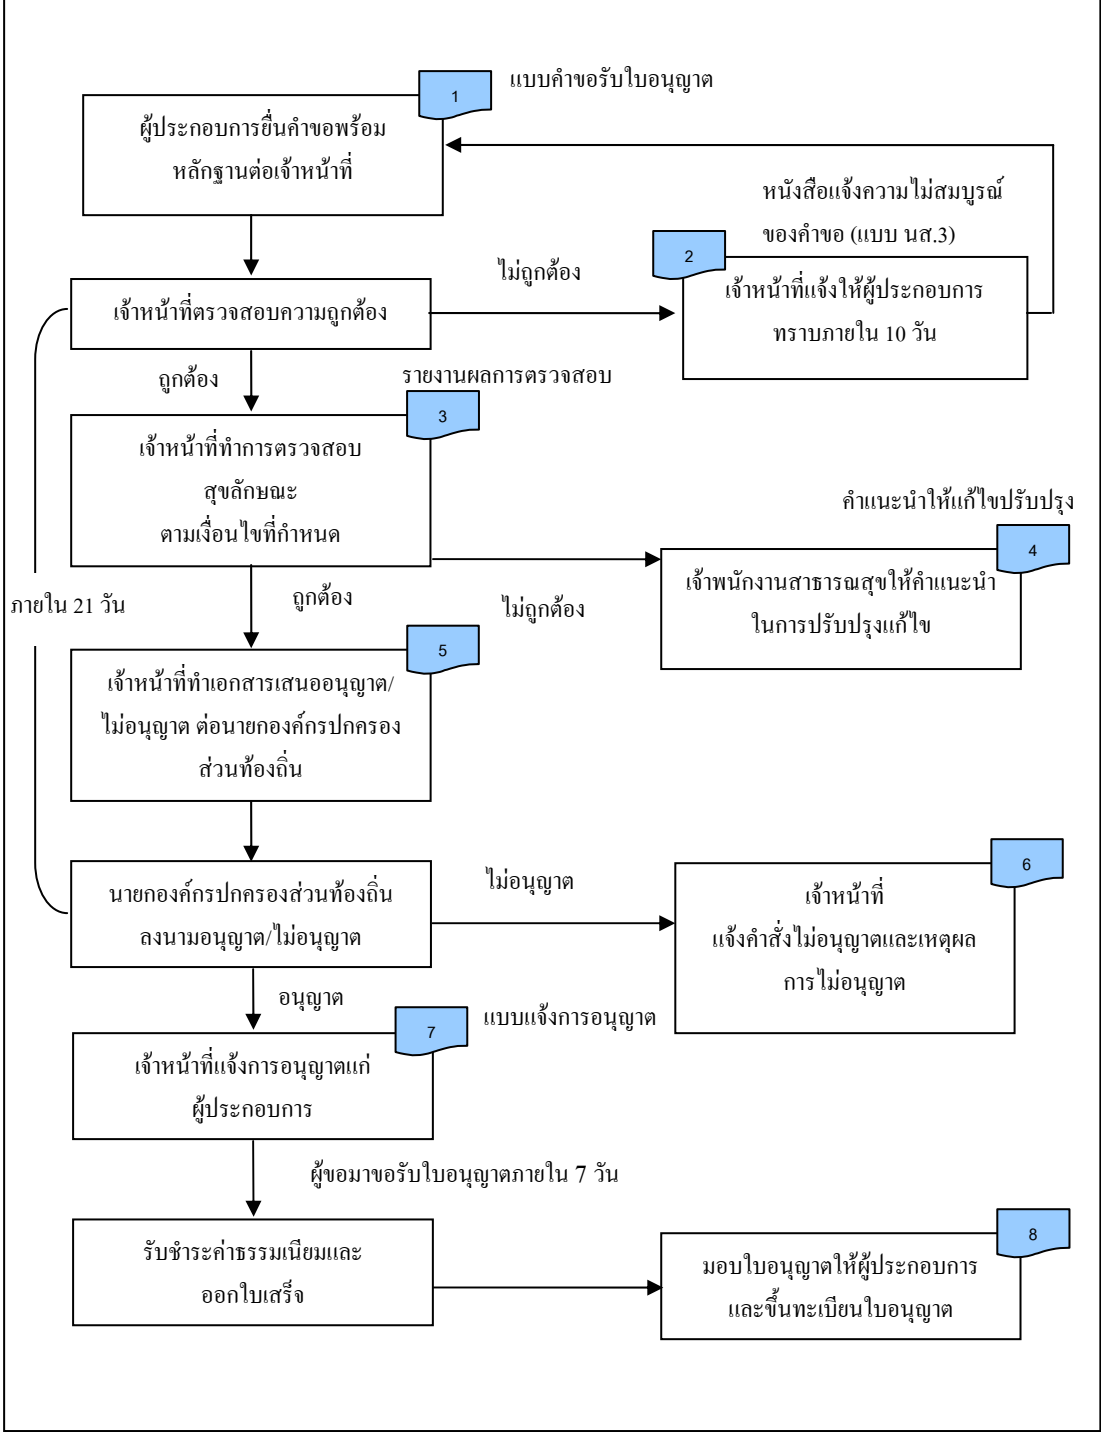 แบบคำขอรับใบอนุญาต
1
ผู้ประกอบการยื่นคำขอพร้อม
หลักฐานต่อเจ้าหน้าที่
หนังสือแจ้งความไม่สมบูรณ์
ของคำขอ (แบบ นส.3)
2
ไม่ถูกต้อง
เจ้าหน้าที่แจ้งให้ผู้ประกอบการ
ทราบภายใน 10 วัน
เจ้าหน้าที่ตรวจสอบความถูกต้อง
ถูกต้อง
รายงานผลการตรวจสอบ
3
เจ้าหน้าที่ทำการตรวจสอบ
สุขลักษณะ
ตามเงื่อนไขที่กำหนด
คำแนะนำให้แก้ไขปรับปรุง
4
เจ้าพนักงานสาธารณสุขให้คำแนะนำ
ในการปรับปรุงแก้ไข
ภายใน 21 วัน
ถูกต้อง
ไม่ถูกต้อง
5
เจ้าหน้าที่ทำเอกสารเสนออนุญาต/
ไม่อนุญาต ต่อนายกองค์กรปกครอง
ส่วนท้องถิ่น
นายกองค์กรปกครองส่วนท้องถิ่น
ลงนามอนุญาต/ไม่อนุญาต
ไม่อนุญาต
6
เจ้าหน้าที่
แจ้งคำสั่งไม่อนุญาตและเหตุผล
การไม่อนุญาต
อนุญาต
7
แบบแจ้งการอนุญาต
เจ้าหน้าที่แจ้งการอนุญาตแก่
ผู้ประกอบการ
ผู้ขอมาขอรับใบอนุญาตภายใน 7 วัน
รับชำระค่าธรรมเนียมและ
ออกใบเสร็จ
8
มอบใบอนุญาตให้ผู้ประกอบการ
และขึ้นทะเบียนใบอนุญาต